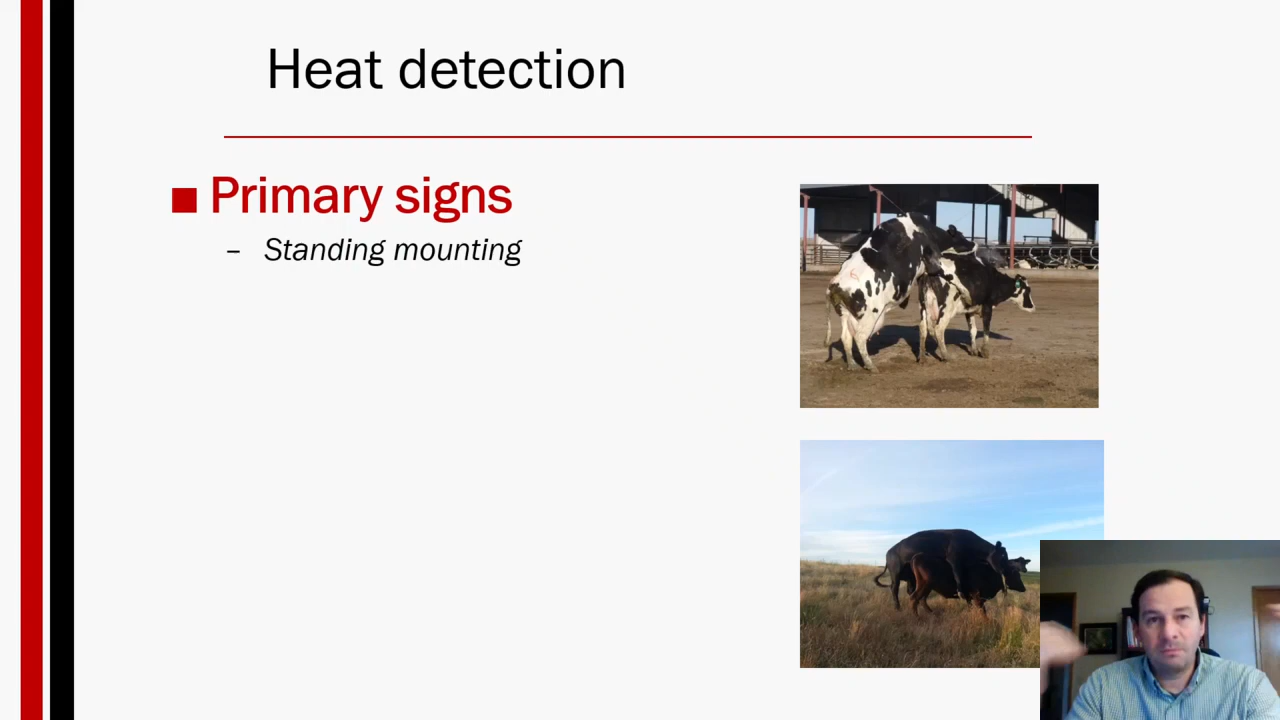 Heat detection
■ Primary signs
– Standing mounting